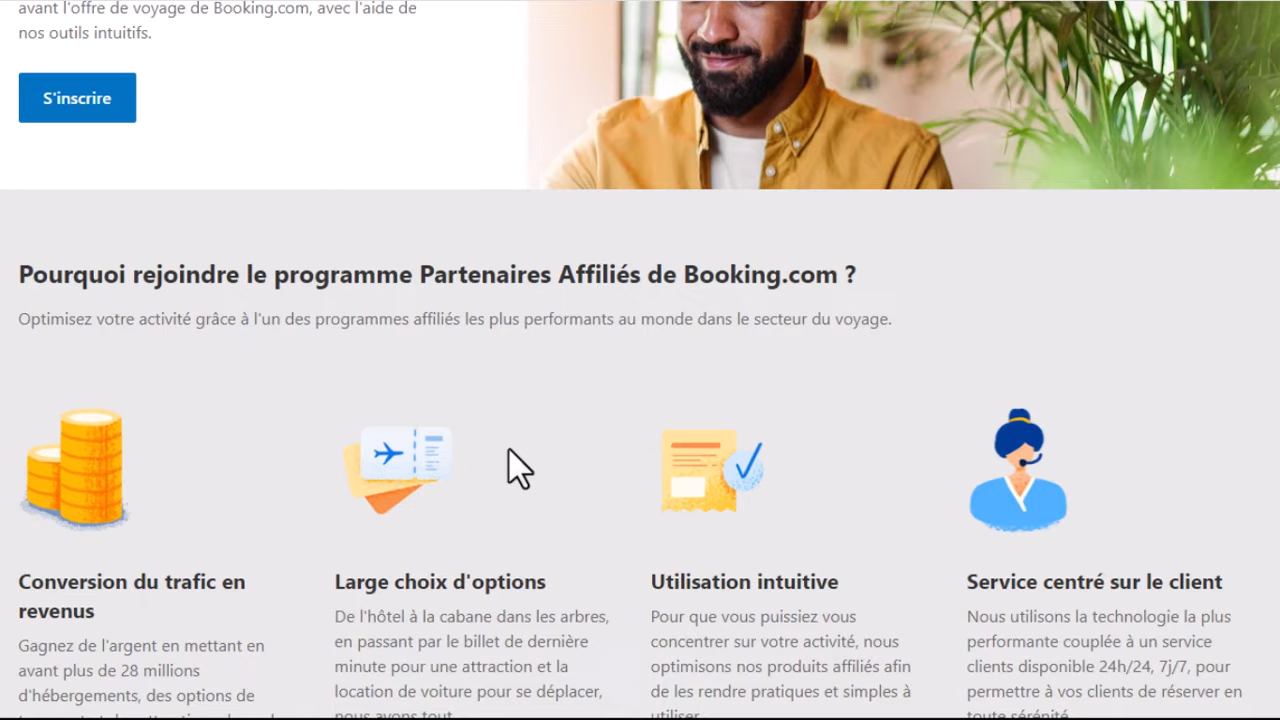 avant l'offre de voyage de Booking.com, avec l'aide de
nos outils intuitifs.
S'inscrire
Pourquoi rejoindre le programme Partenaires Affiliés de Booking.com ?
Optimisez votre activité grâce à l'un des programmes affiliés les plus performants au monde dans le secteur du voyage.
Conversion du trafic en
revenus
Gagnez de l'argent en mettant en
avant plus de 28 millions
d'hébergements, des options de
Large choix d'options
De l'hôtel à la cabane dans les arbres,
en passant par le billet de dernière
minute pour une attraction et la
location de voiture pour se déplacer,
nous avons tout
Utilisation intuitive
Pour que vous puissiez vous
concentrer sur votre activité, nous
optimisons nos produits affiliés afin
de les rendre pratiques et simples à
utiliser
Service centré sur le client
Nous utilisons la technologie la plus
performante couplée à un service
clients disponible 24h/24, 7j/7, pour
permettre à vos clients de réserver en
toute sérénité